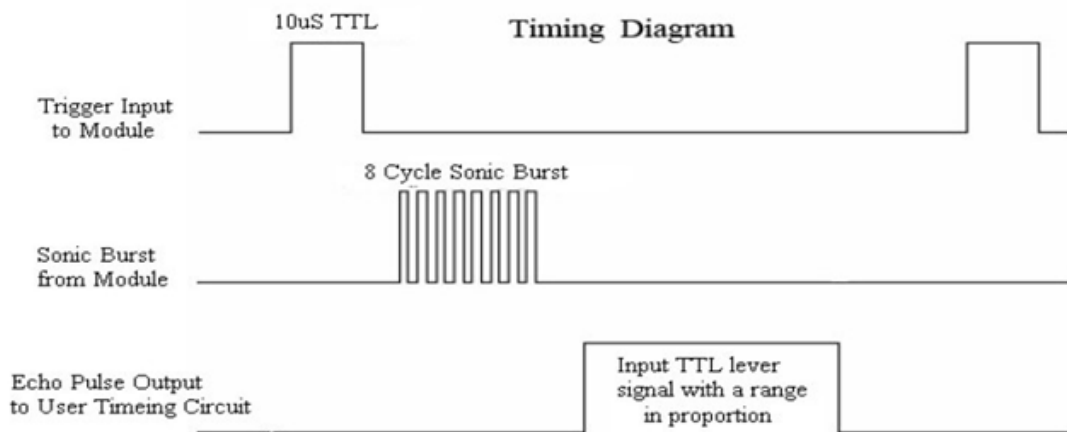 10uS TTL
Timing Diagram
Trigger Input
to Module
8 Cycle Sonic Burst
Sonic Burst
from Module
Echo Pulse Output
to User Timeing Circuit
Input TTL lever
signal with a range
in proportion